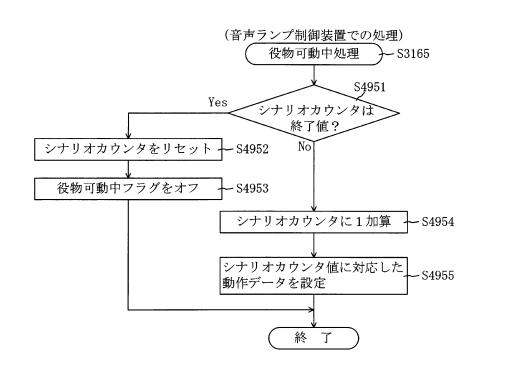 (音声ランプ制御装置での処理)
役物可動中処理
S3165
S4951
シナリオカウンタは
終了値？
Yes
No
シナリオカウンタをリセット
S4952
役物可動中フラグをオフ
S4953
シナリオカウンタに1加算
S4954
シナリオカウンタ値に対応した
動作データを設定
S4955
終 了